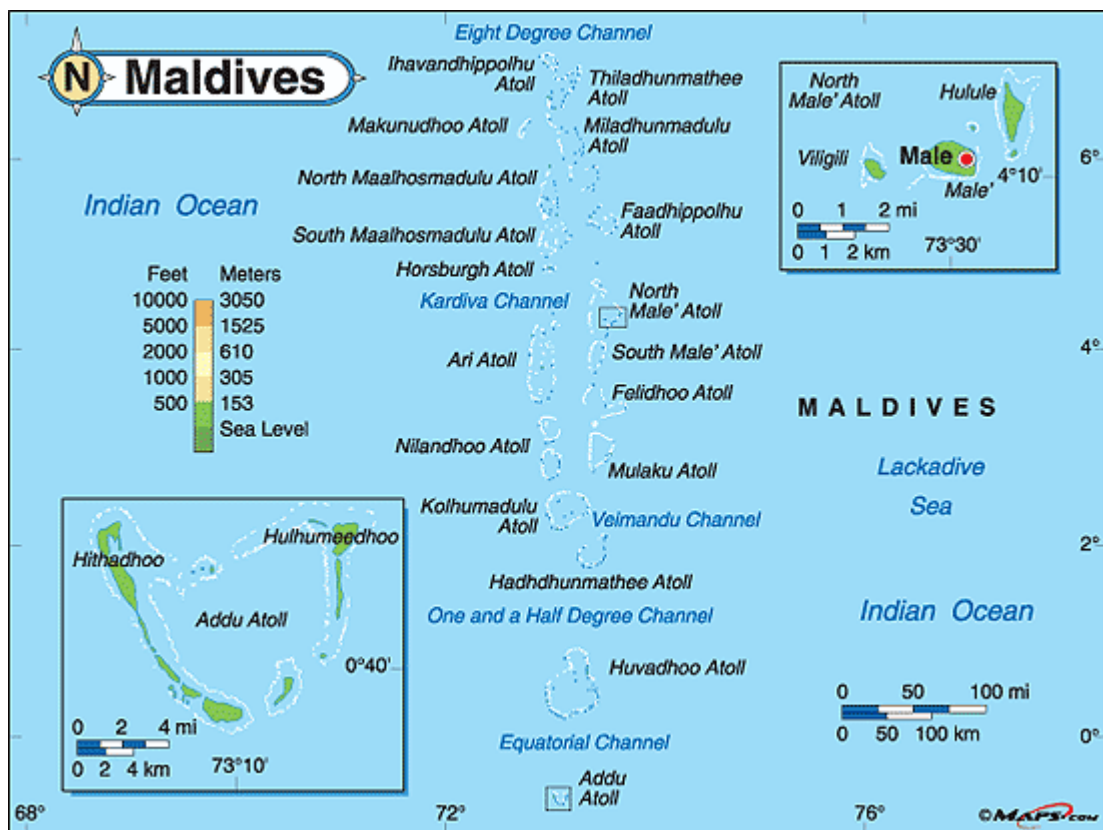 N Maldives
Eight Degree Channel
Ihavandhippolhu
Atoll
Thiladhunmathee
Atoll
Makunudhoo Atoll
Miladhunmadulu
Atoll
North Maalhosmadulu Atoll
Indian Ocean
Faadhippolhu
Atoll
South Maalhosmadulu Atoll
Horsburgh Atoll
Kardiva Channel
North
Male' Atoll
Ari Atoll
South Male' Atoll
Felidhoo Atoll
Nilandhoo Atoll
Mulaku Atoll
Kolhumadulu
Atoll
Veimandu Channel
Hadhdhunmathee Atoll
One and a Half Degree Channel
Huvadhoo Atoll
Equatorial Channel
Addu
Atoll
North
Male' Atoll
Hulule
Viligili
Male
Male'
4°10'
0 1 2 mi
0 1 2 km
73°30'
6°
4°
2°
0°
MALDIVES
Lackadive
Sea
Indian Ocean
0 50 100 mi
0 50 100 km
Feet Meters
10000 3050
5000 1525
2000 610
1000 305
500 153
Sea Level
Hithadhoo
Hulhumeedhoo
Addu Atoll
0°40'
0 2 4 mi
0 2 4 km
73°10'
68° 72° 76°
©MAPS.COM